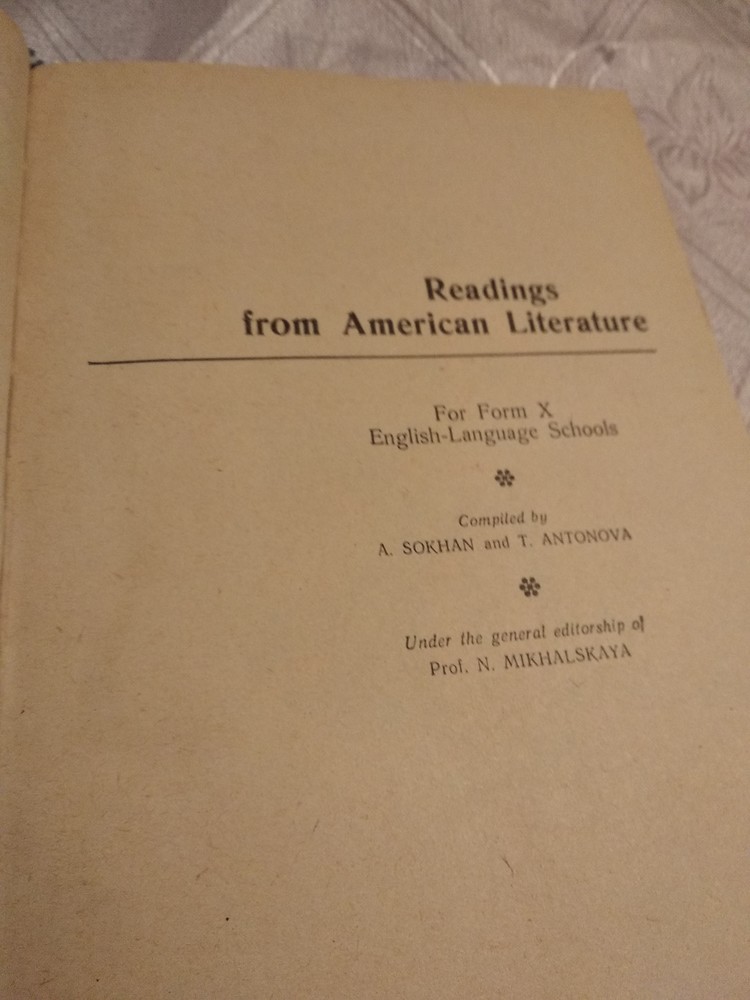 Readings
from American Literature
For Form X
English-Language Schools
Compiled by
A. SOKHAN and T. ANTONOVA
Under the general editorship of
Prof. N. MIKHALSKAYA